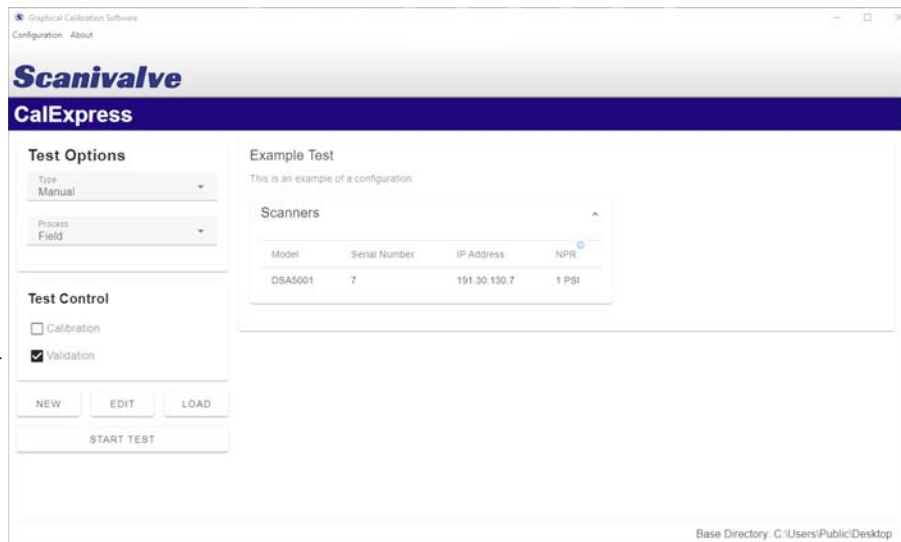 Graphical Calibration Software
Configuration About
Scanivalve
CalExpress
Test Options
Type
Manual
Process
Field
Test Control
Calibration
Validation
NEW EDIT LOAD
START TEST
Example Test
This is an example of a configuration
Scanners
Model Serial Number IP Address NPR
DSA5001 7 191.30.130.7 1 PSI
Base Directory: C:\Users\Public\Desktop